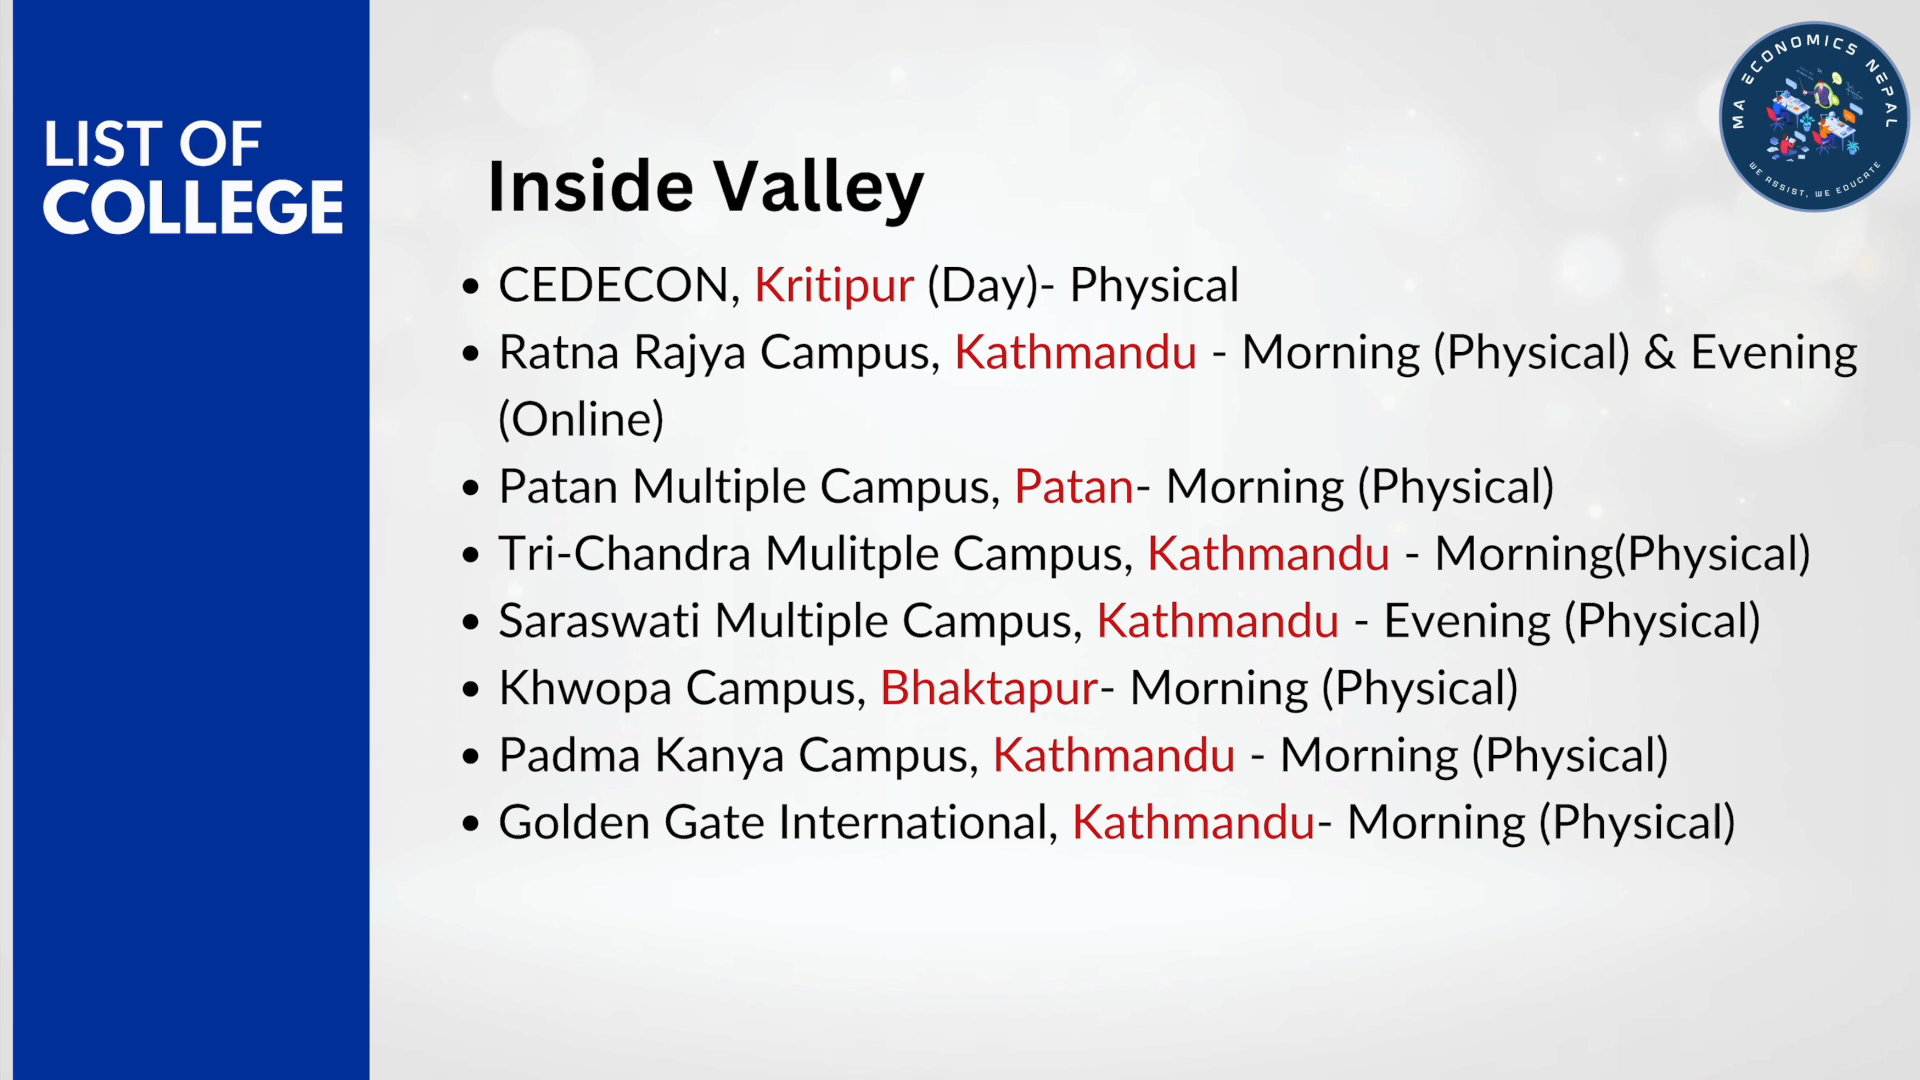 LIST OF
COLLEGE
MA ECONOMICS NEPAL
WE ASSIST, WE EDUCATE
Inside Valley
• CEDECON, Kritipur (Day)- Physical
• Ratna Rajya Campus, Kathmandu - Morning (Physical) & Evening
(Online)
• Patan Multiple Campus, Patan- Morning (Physical)
• Tri-Chandra Mulitple Campus, Kathmandu - Morning(Physical)
• Saraswati Multiple Campus, Kathmandu - Evening (Physical)
• Khwopa Campus, Bhaktapur- Morning (Physical)
• Padma Kanya Campus, Kathmandu - Morning (Physical)
• Golden Gate International, Kathmandu- Morning (Physical)